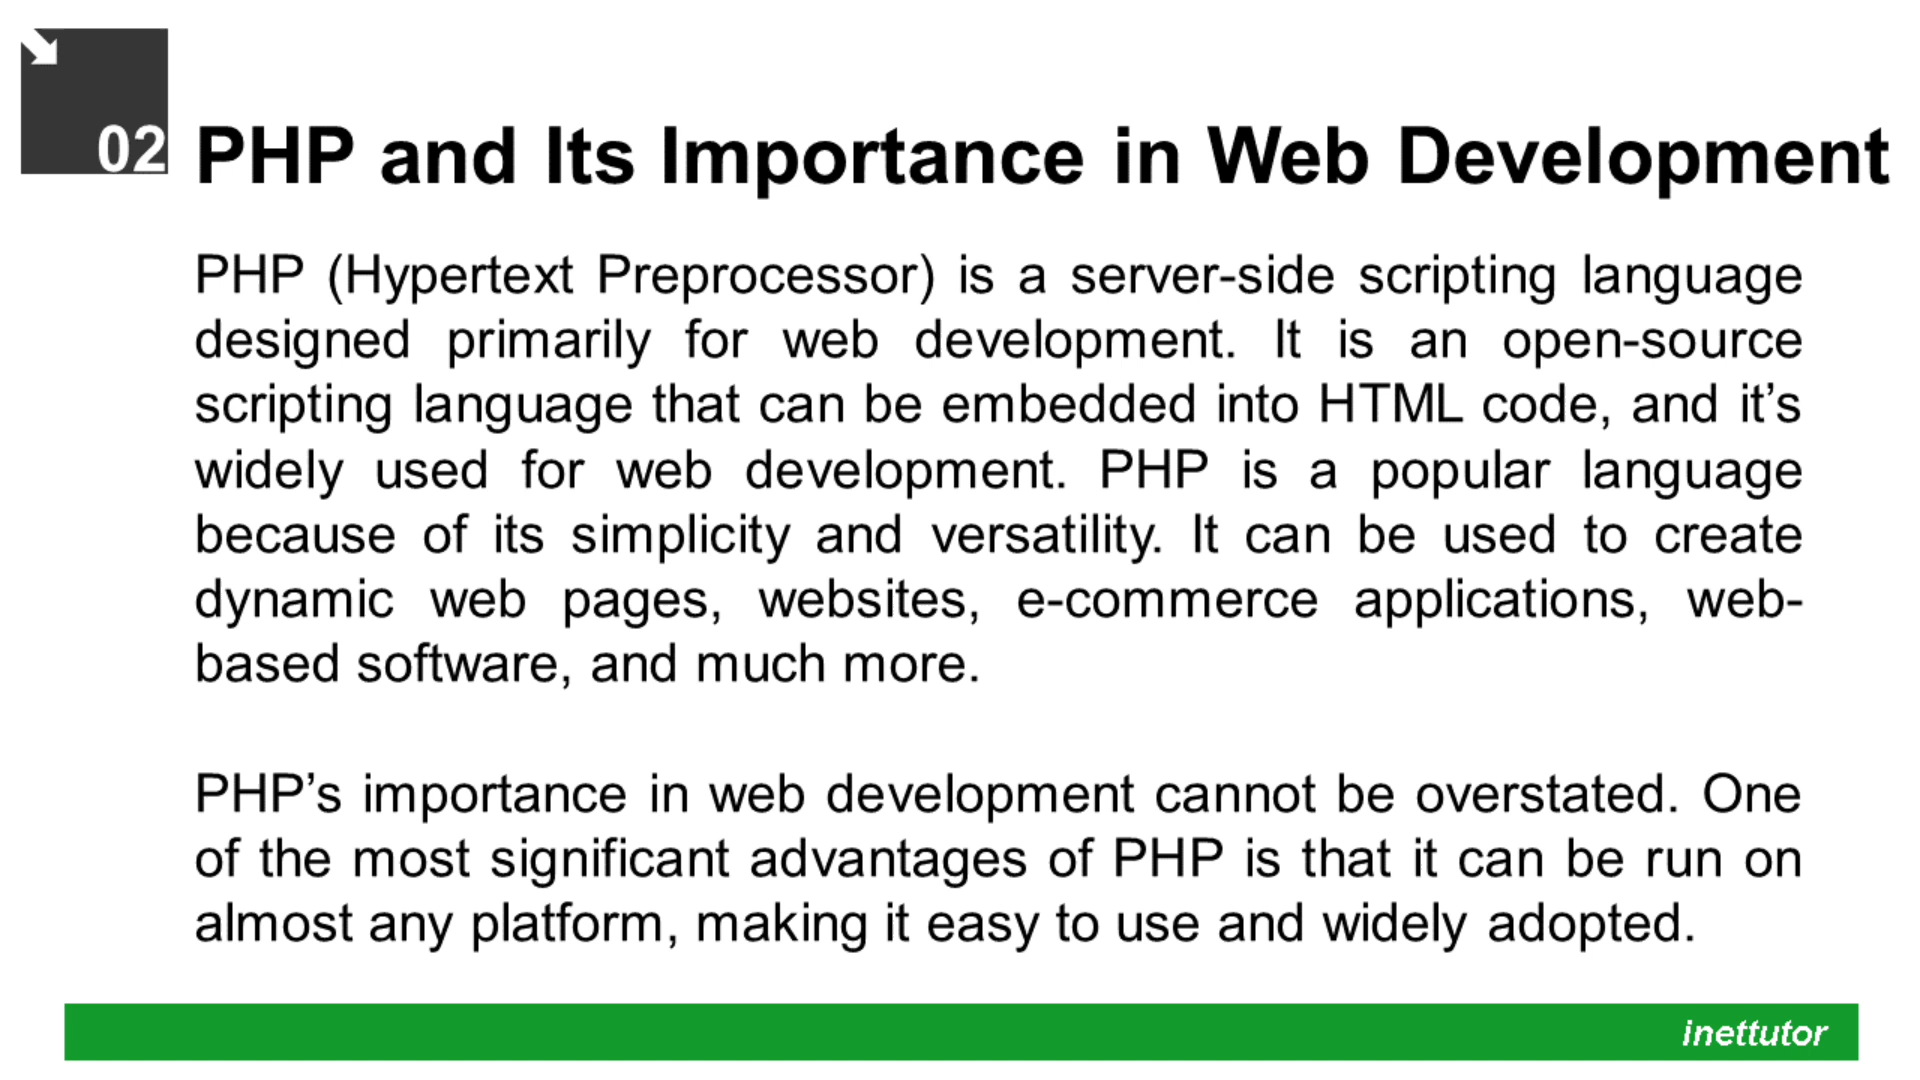 02
PHP and Its Importance in Web Development
PHP (Hypertext Preprocessor) is a server-side scripting language
designed primarily for web development. It is an open-source
scripting language that can be embedded into HTML code, and it’s
widely used for web development. PHP is a popular language
because of its simplicity and versatility. It can be used to create
dynamic web pages, websites, e-commerce applications, web-
based software, and much more.
PHP’s importance in web development cannot be overstated. One
of the most significant advantages of PHP is that it can be run on
almost any platform, making it easy to use and widely adopted.
inettutor